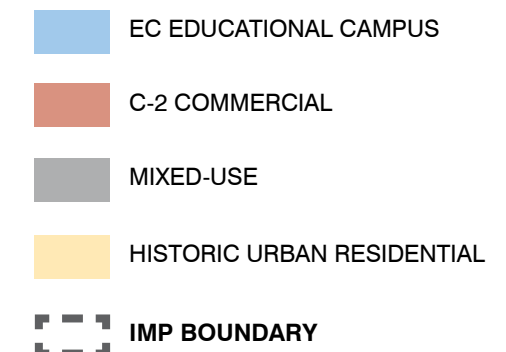 EC EDUCATIONAL CAMPUS
C-2 COMMERCIAL
MIXED-USE
HISTORIC URBAN RESIDENTIAL
IMP BOUNDARY